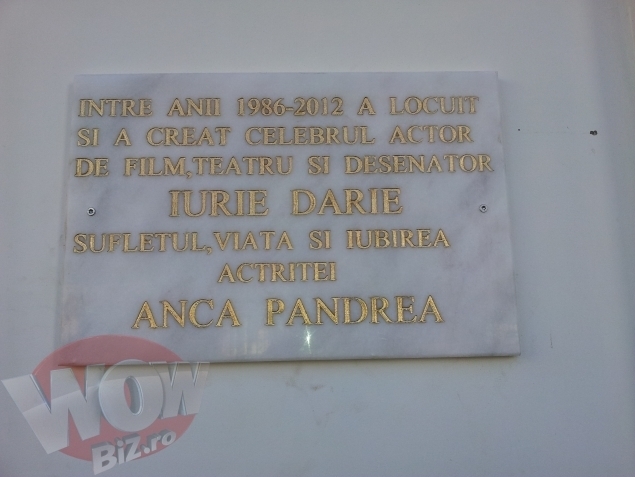 INTRE ANII 1986-2012 A LOCUIT
SI A CREAT CELEBRUL ACTOR
DE FILM,TEATRU SI DESENATOR
IURIE DARIE
SUFLETUL,VIATA SI IUBIREA
ACTRITEI
ANCA PANDREA
WOW
Biz.ro